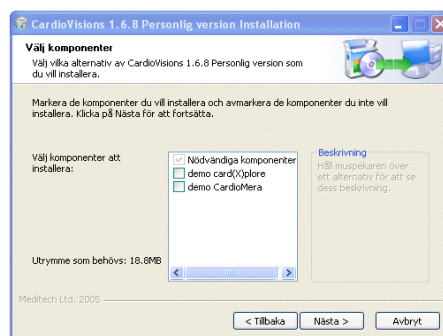 CardioVisions 1.6.8 Personlig version Installation
Välj komponenter
Välj vilka alternativ av CardioVisions 1.6.8 Personlig version som
du vill installera.
Markera de komponenter du vill installera och avmarkera de komponenter du inte vill
installera. Klicka på Nästa för att fortsätta.
Välj komponenter att
installera:
Nödvändiga komponenter
demo card(X)plore
demo CardioMera
Beskrivning
Håll muspekaren över
ett alternativ för att se
dess beskrivning.
Utrymme som behövs: 18.8MB
Meditech Ltd. 2005
< Tillbaka
Nästa >
Avbryt